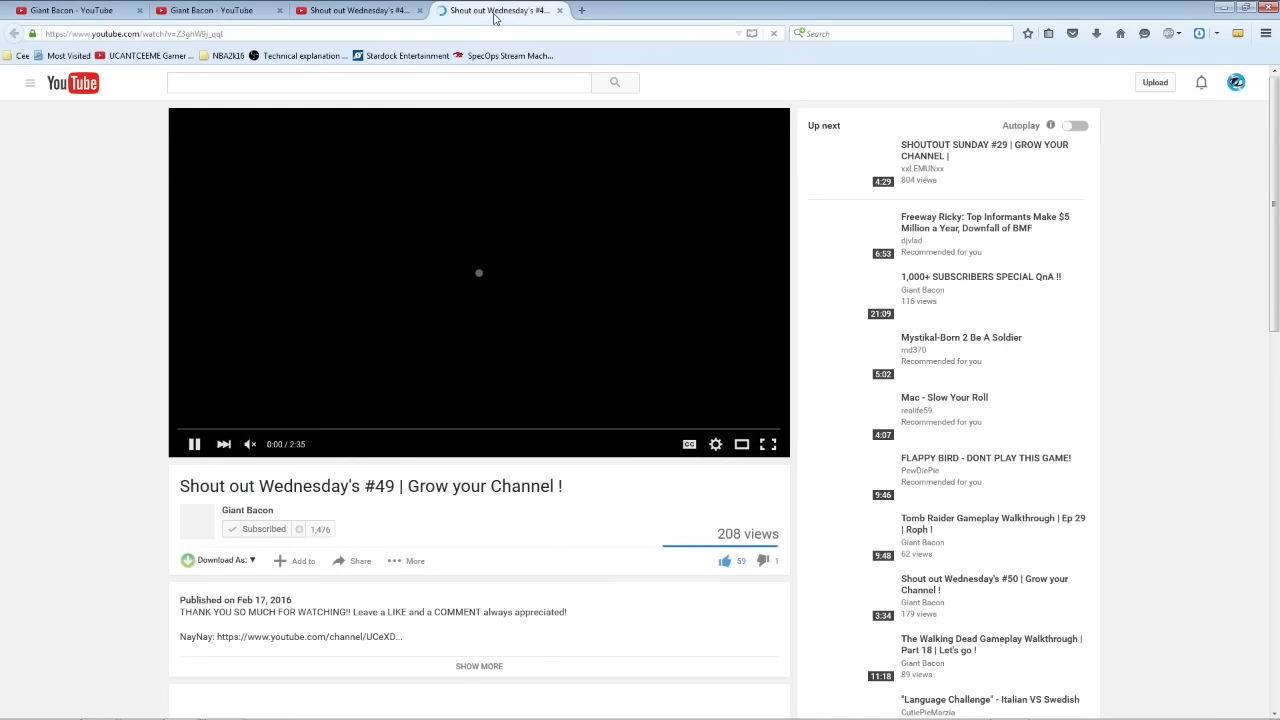 Giant Bacon - YouTube
Giant Bacon - YouTube
Shout out Wednesday's #4...
Shout out Wednesday's #4...
https://www.youtube.com/watch?v=Z3ghW9j_qqI
Search
Cee
Most Visited
UCANTCEEME Gamer ...
NBA2k16
Technical explanation ...
Stardock Entertainment
SpecOps Stream Mach...
YouTube
Upload
Up next
Autoplay
SHOUTOUT SUNDAY #29 | GROW YOUR
CHANNEL |
xxLEMUNxx
804 views
4:29
Freeway Ricky: Top Informants Make $5
Million a Year, Downfall of BMF
djvlad
Recommended for you
6:53
1,000+ SUBSCRIBERS SPECIAL QnA !!
Giant Bacon
116 views
21:09
Mystikal-Born 2 Be A Soldier
md370
Recommended for you
5:02
Mac - Slow Your Roll
realife59
Recommended for you
4:07
FLAPPY BIRD - DONT PLAY THIS GAME!
PewDiePie
Recommended for you
9:46
Tomb Raider Gameplay Walkthrough | Ep 29
| Roph !
Giant Bacon
62 views
9:48
Shout out Wednesday's #50 | Grow your
Channel !
Giant Bacon
179 views
3:34
The Walking Dead Gameplay Walkthrough |
Part 18 | Let's go !
Giant Bacon
89 views
11:18
"Language Challenge" - Italian VS Swedish
CutiePieMarzia
0:00 / 2:35
CC
Shout out Wednesday's #49 | Grow your Channel !
Giant Bacon
Subscribed
1,476
208 views
Download As: ▼
Add to
Share
More
59
1
Published on Feb 17, 2016
THANK YOU SO MUCH FOR WATCHING!! Leave a LIKE and a COMMENT always appreciated!
NayNay: https://www.youtube.com/channel/UCeXD...
SHOW MORE